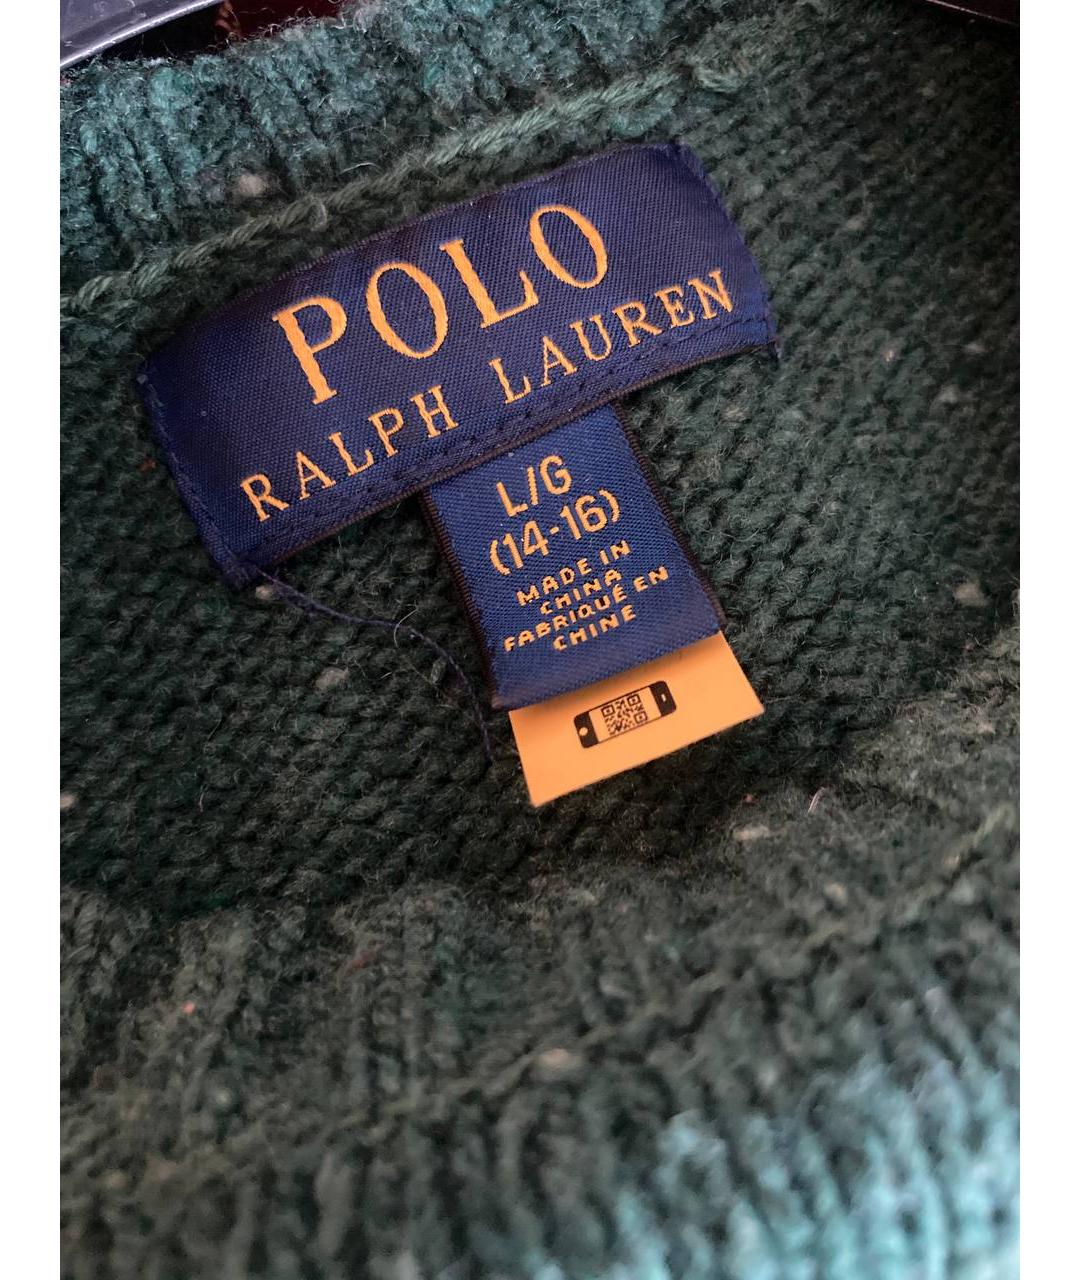 POLO
RALPH LAUREN
L/G
(14-16)
MADE IN
CHINA
FABRIQUÉ EN
CHINE